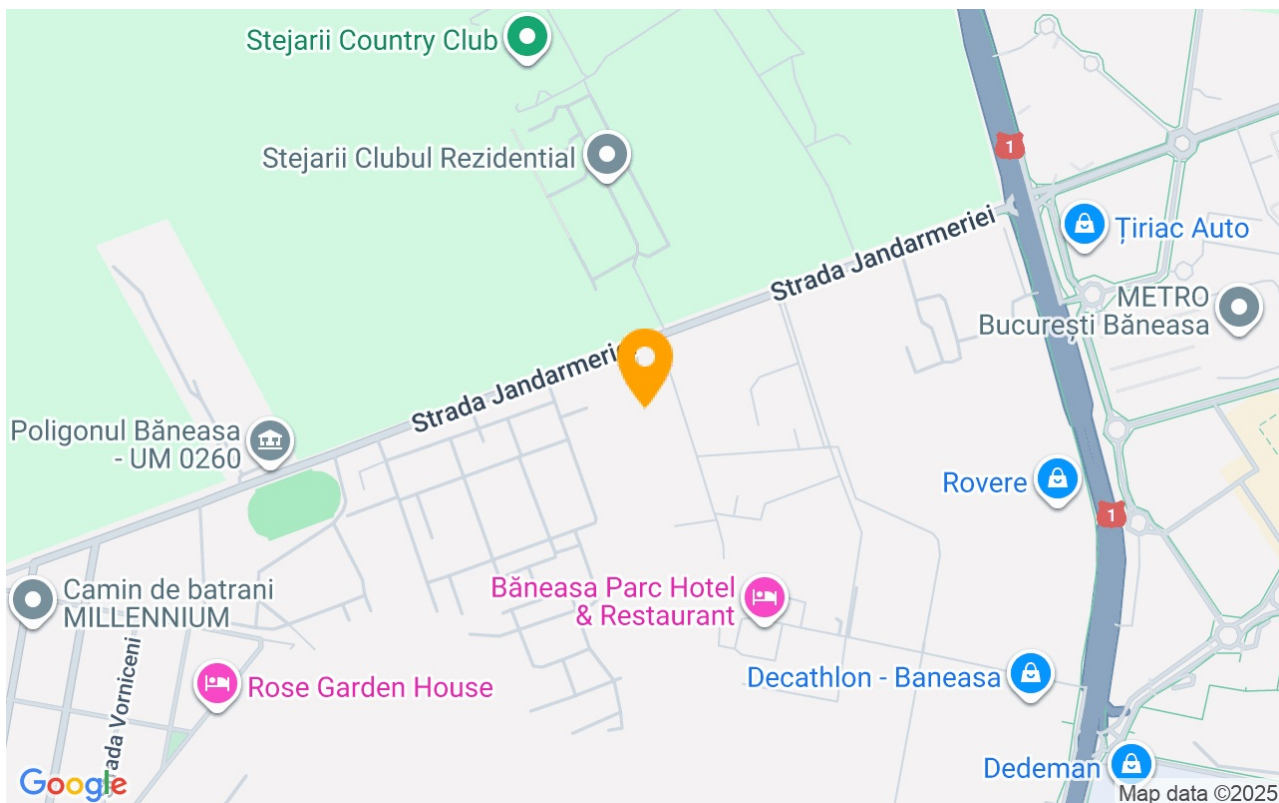 Stejarii Country Club
Stejarii Clubul Rezidential
1
Strada Jandarmeriei
Țiriac Auto
METRO
București Băneasa
Strada Jandarmerie
Poligonul Băneasa
- UM 0260
Rovere
1
Camin de batrani
MILLENNIUM
Băneasa Parc Hotel
& Restaurant
Rose Garden House
Decathlon - Baneasa
ada Vorniceni
Dedeman
Google
Map data ©2025